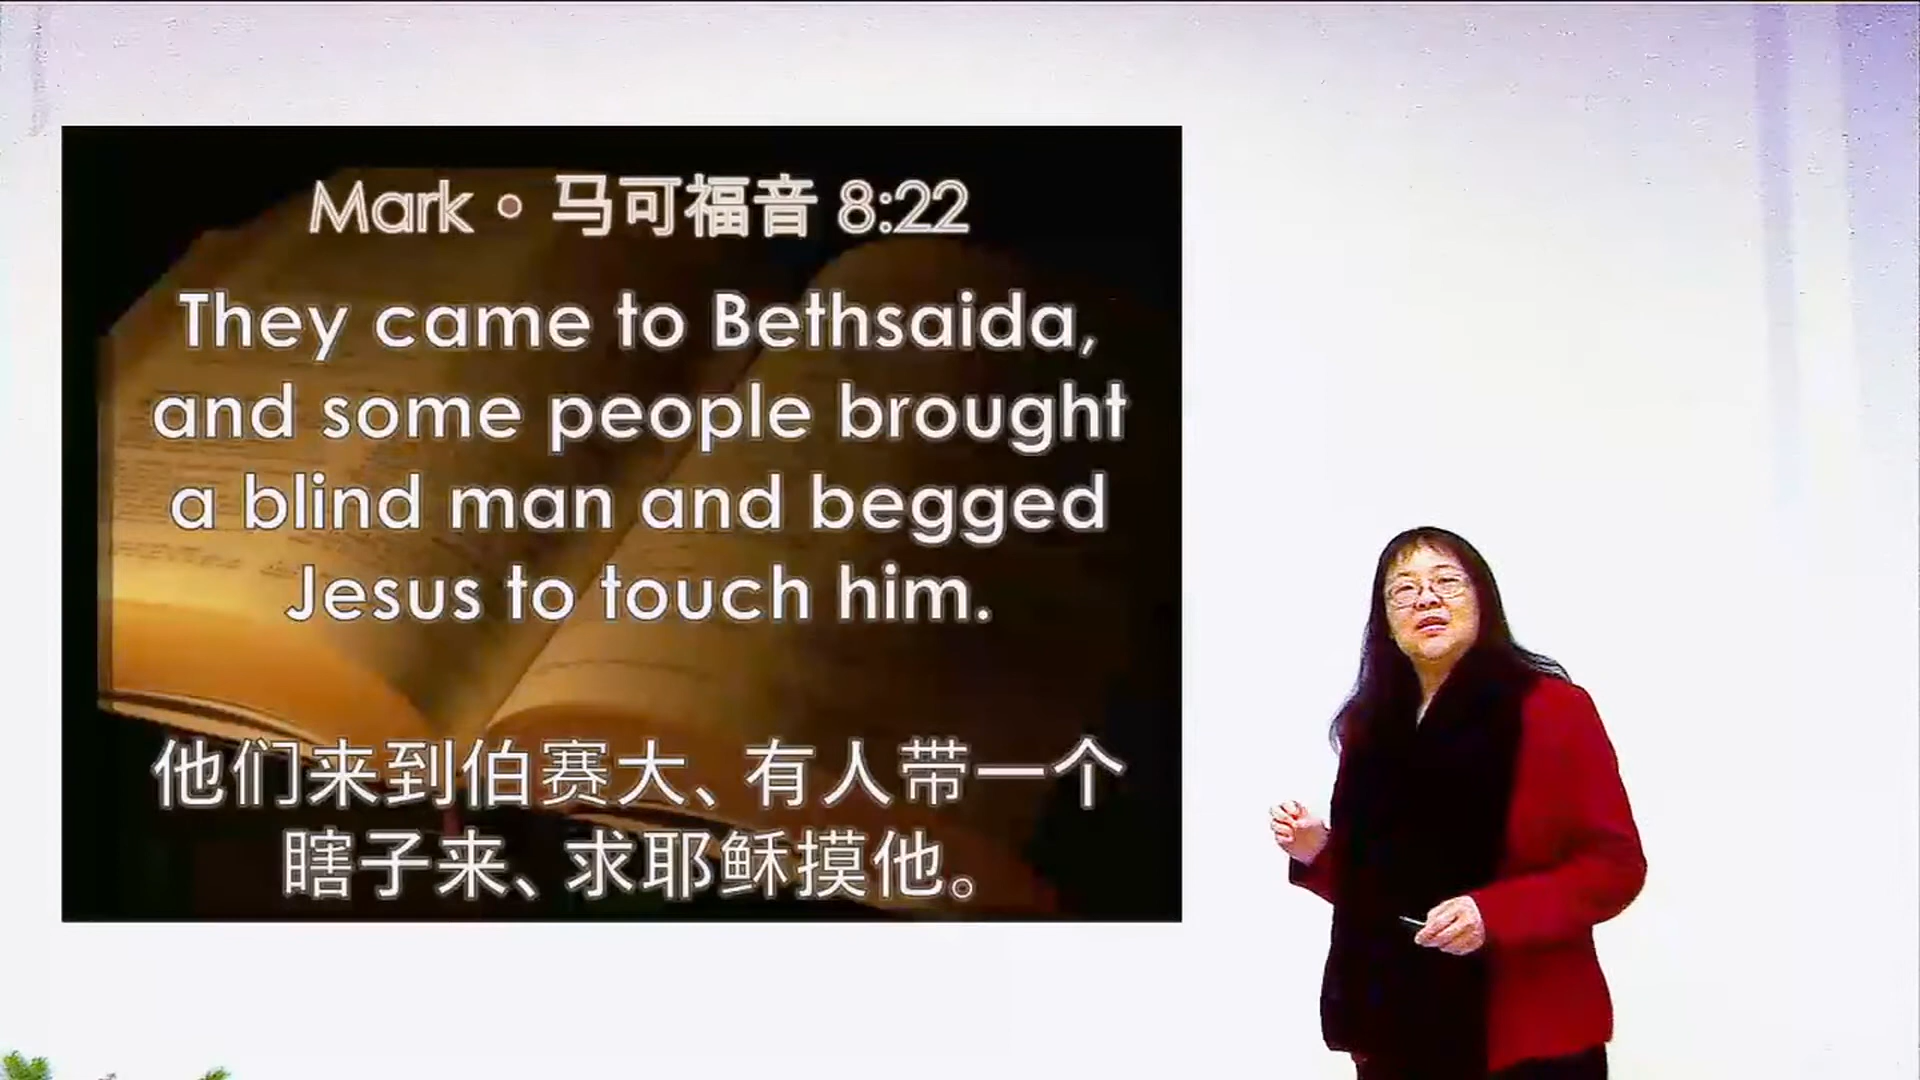 Mark • 马可福音 8:22
They came to Bethsaida,
and some people brought
a blind man and begged
Jesus to touch him.
他们来到伯赛大、有人带一个
瞎子来、求耶稣摸他。